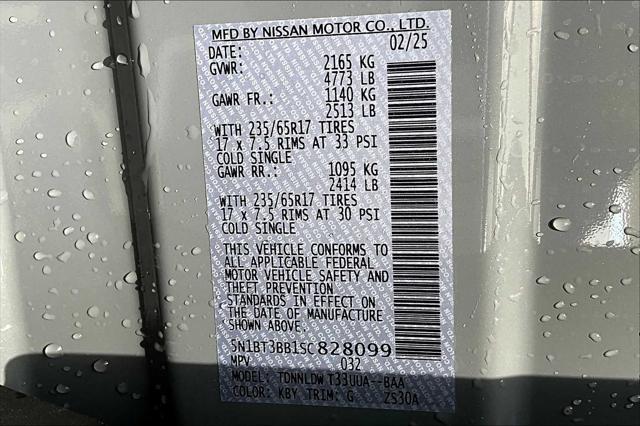 MFD BY NISSAN MOTOR CO., LTD.
DATE: 02/25
GVWR: 2165 KG
4773 LB
GAWR FR.: 1140 KG
2513 LB
WITH 235/65R17 TIRES
17 x 7.5 RIMS AT 33 PSI
COLD SINGLE
GAWR RR.: 1095 KG
2414 LB
WITH 235/65R17 TIRES
17 x 7.5 RIMS AT 30 PSI
COLD SINGLE
THIS VEHICLE CONFORMS TO
ALL APPLICABLE FEDERAL
MOTOR VEHICLE SAFETY AND
THEFT PREVENTION
STANDARDS IN EFFECT ON
THE DATE OF MANUFACTURE
SHOWN ABOVE.
5N1BT3BB1SC828099
MPV 032
MODEL: TDNNLDW T33UUA--BAA
COLOR: KBY TRIM: G ZS30A